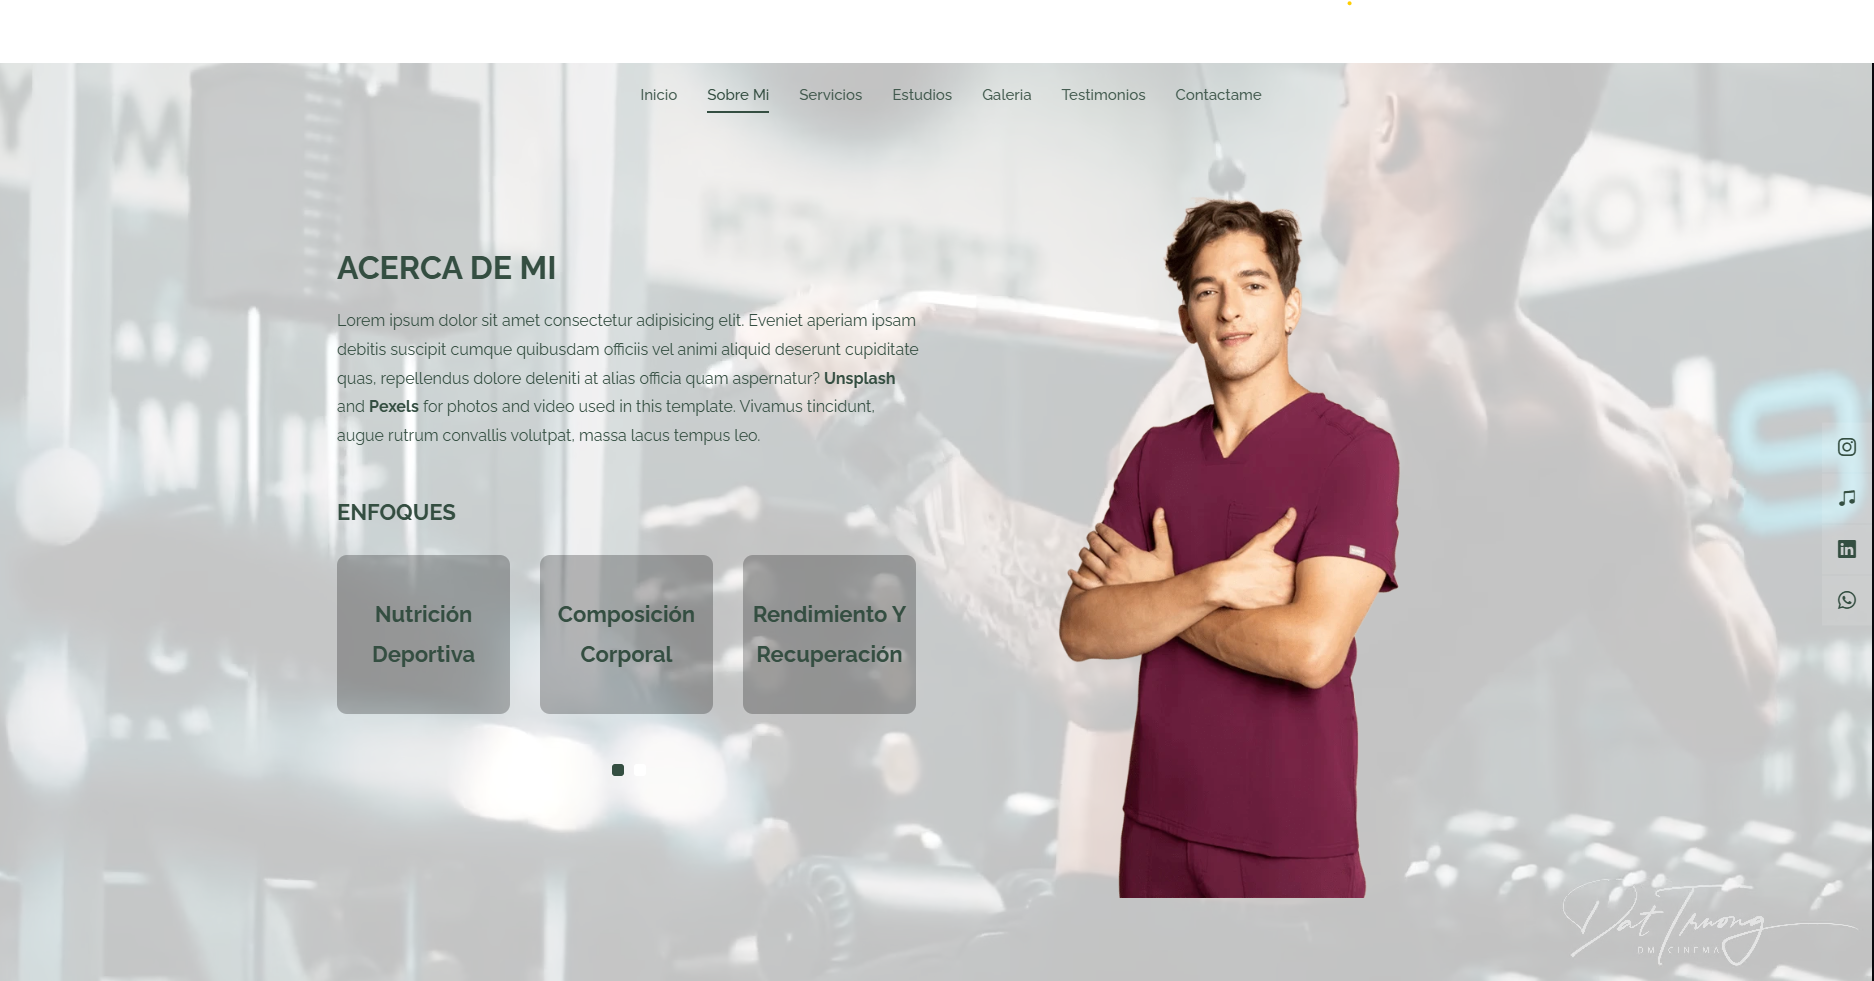 Inicio Sobre Mi Servicios Estudios Galeria Testimonios Contactame
STRENGTH
ACERCA DE MI
Lorem ipsum dolor sit amet consectetur adipisicing elit. Eveniet aperiam ipsam
debitis suscipit cumque quibusdam officiis vel animi aliquid deserunt cupiditate
quas, repellendus dolore deleniti at alias officia quam aspernatur? Unsplash
and Pexels for photos and video used in this template. Vivamus tincidunt,
augue rutrum convallis volutpat, massa lacus tempus leo.
ENFOQUES
Nutrición
Deportiva
Composición
Corporal
Rendimiento Y
Recuperación
in
Dat Truong
DM CINEMA